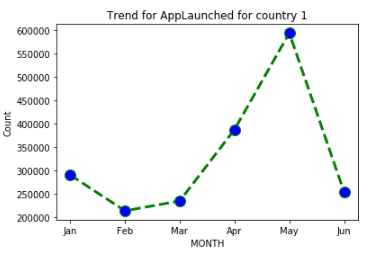 Trend for AppLaunched for country 1
600000
550000
500000
450000
400000
350000
300000
250000
200000
Count
Jan Feb Mar Apr May Jun
MONTH